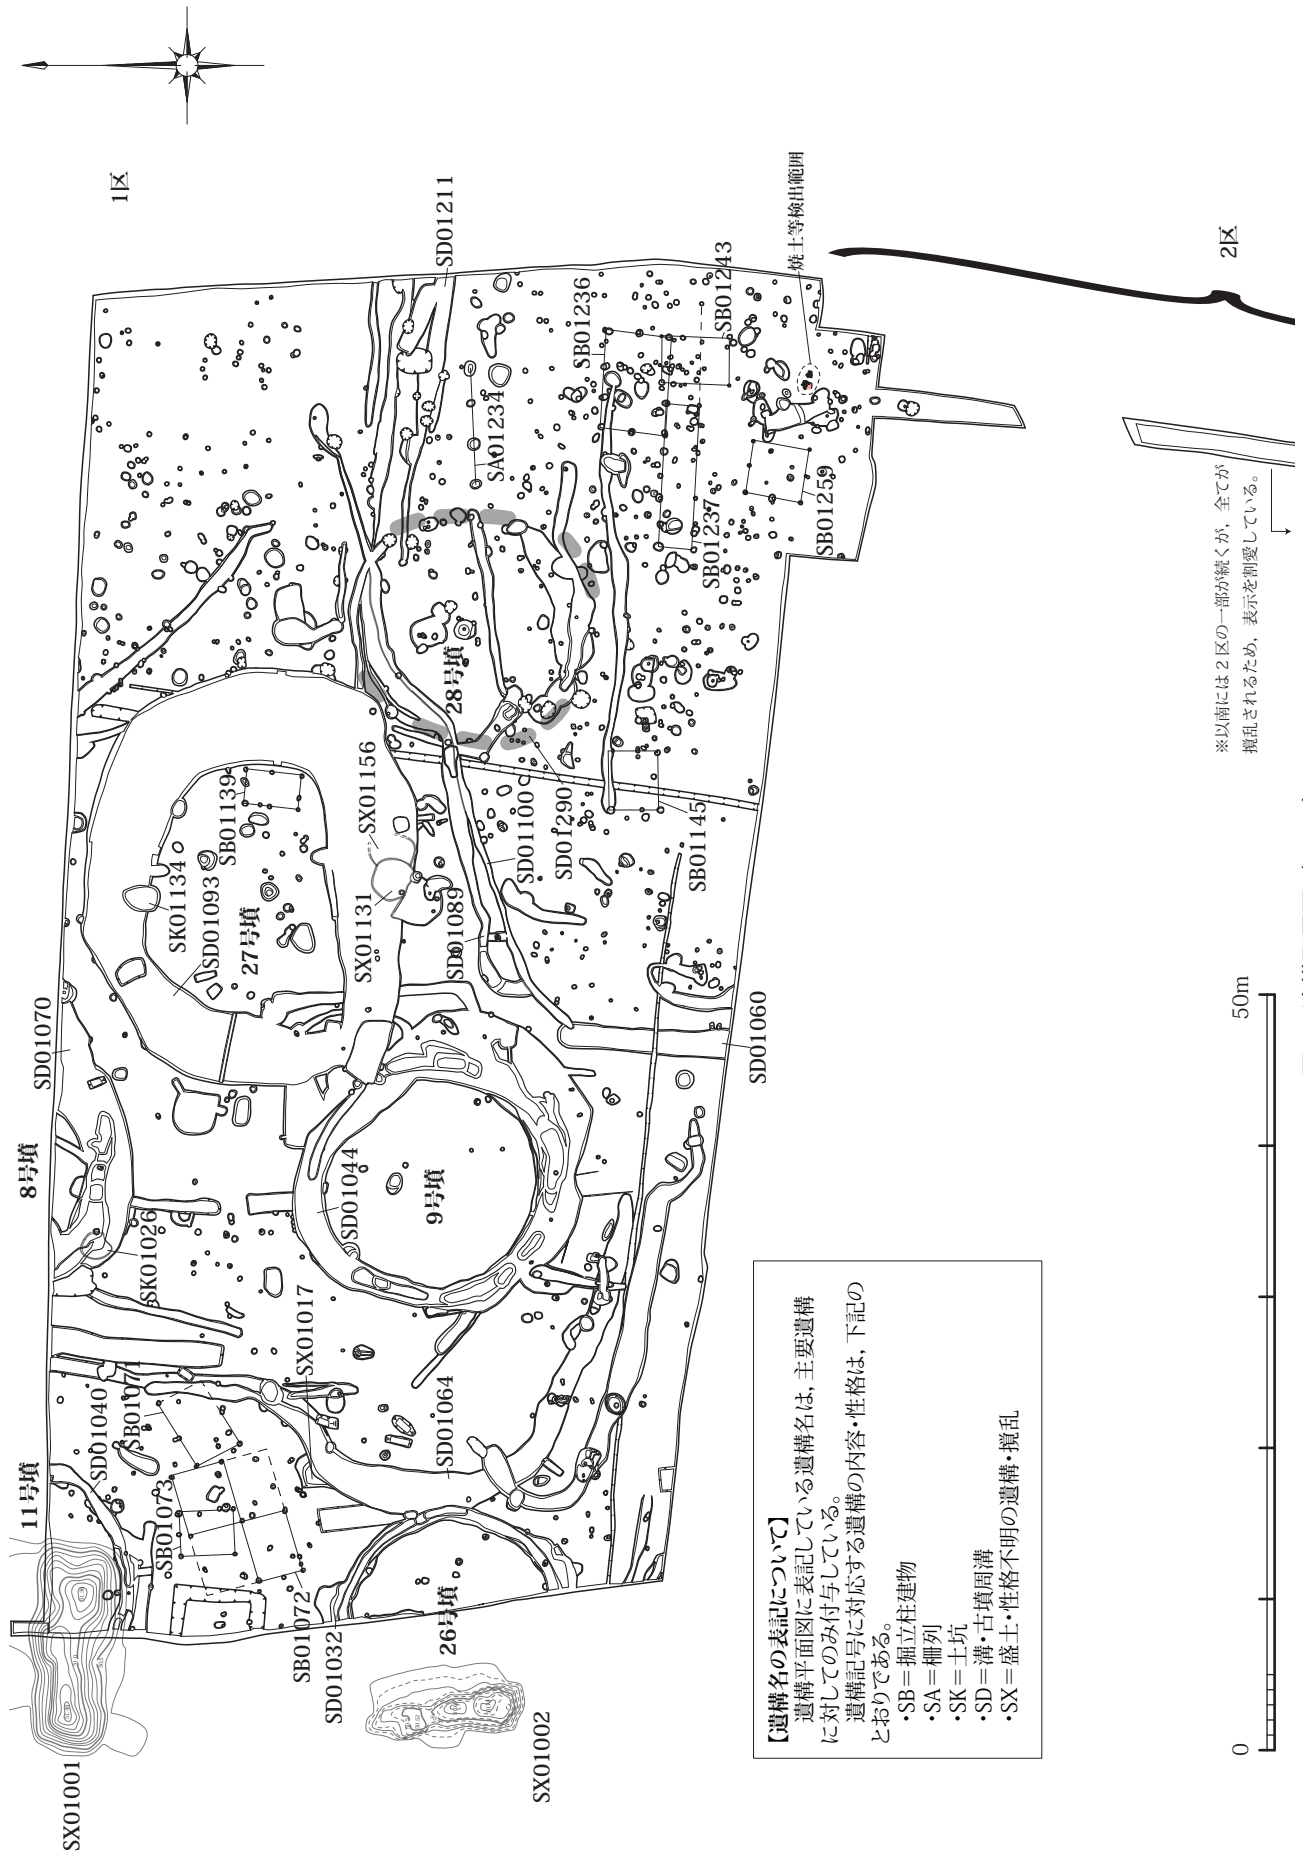 1区
SD01211
SB01236
SB01243
焼土等検出範囲
2区
SA01234
SB01237
SB01259
※以南には2区の一部が続くが，全てが
攪乱されるため，表示を割愛している。
28号墳
SX01156
SB01139
SK01134
SD01093
27号墳
SX01131
SD01100
SD01290
SB01145
SD01089
SD01070
SD01060
8号墳
SK01026
SD01044
9号墳
SX01017
SD01064
11号墳
SD01040
SB01071
SB01073
SB01072
SD01032
26号墳
SX01001
SX01002
【遺構名の表記について】
遺構平面図に表記している遺構名は，主要遺構
に対してのみ付与している。
遺構記号に対応する遺構の内容・性格は，下記の
とおりである。
・SB＝掘立柱建物
・SA＝柵列
・SK＝土坑
・SD＝溝・古墳周溝
・SX＝盛土・性格不明の遺構・攪乱
0
50m